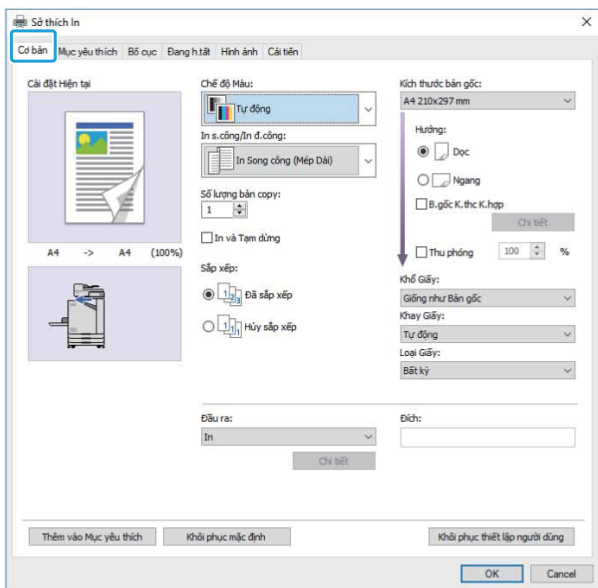 Sở thích In
Cơ bản Mục yêu thích Bố cục Đang h.tất Hình ảnh Cải tiến
Cài đặt Hiện tại
A4 -> A4 (100%)
Chế độ Màu:
Tự động
In s.công/In đ.công:
In Song công (Mép Dài)
Số lượng bản copy:
1
In và Tạm dừng
Sắp xếp:
Đã sắp xếp
Hủy sắp xếp
Kích thước bản gốc:
A4 210x297 mm
Hướng:
Dọc
Ngang
B.gốc K.thc K.hợp
Chi tiết
Thu phóng 100 %
Khổ Giấy:
Giống như Bản gốc
Khay Giấy:
Tự động
Loại Giấy:
Bất kỳ
Đầu ra:
In
Chi tiết
Đích:
Thêm vào Mục yêu thích Khôi phục mặc định Khôi phục thiết lập người dùng
OK Cancel